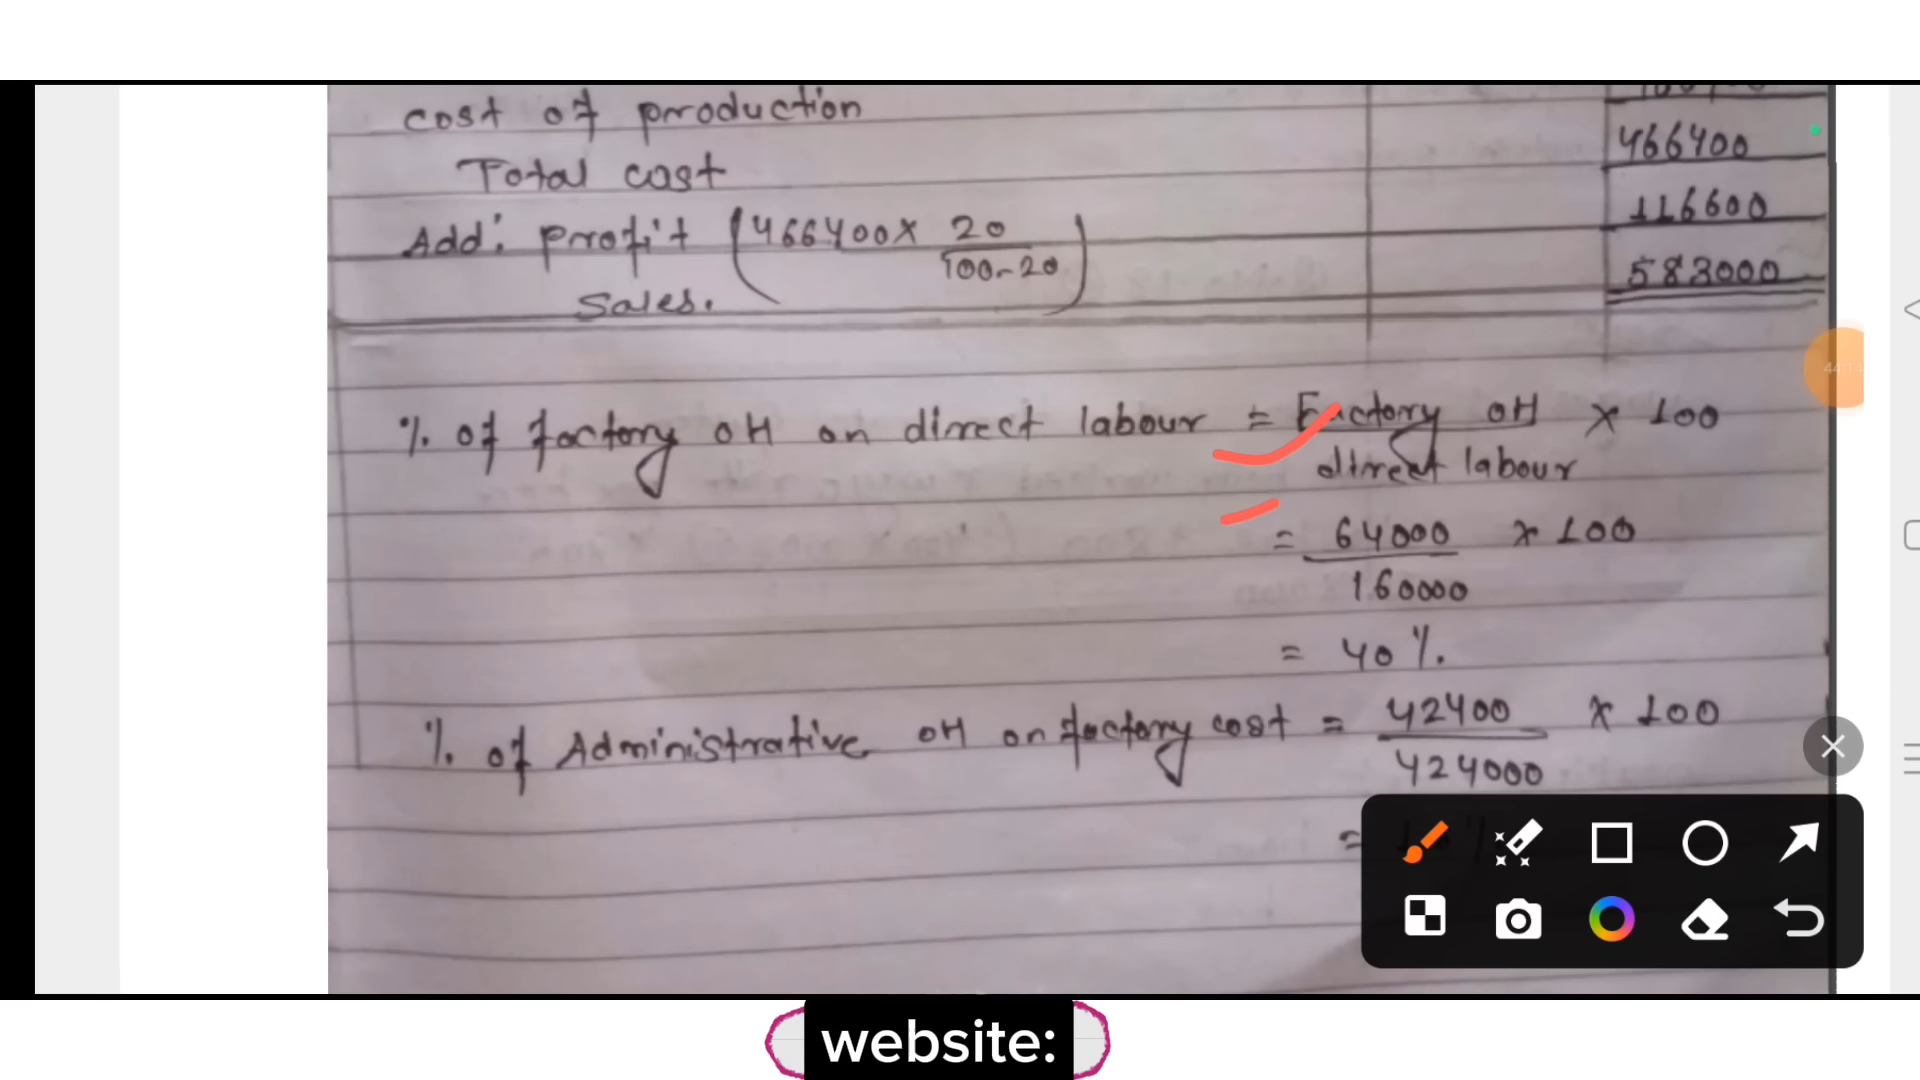 cost of production
Total cost 466400
Add: profit (466400 x 20 / 100-20) 116600
Sales. 583000
% of factory OH on direct labour = Factory OH / direct labour x 100
= 64000 / 160000 x 100
= 40%.
% of Administrative OH on factory cost = 42400 / 424000 x 100
=
44:14
website: